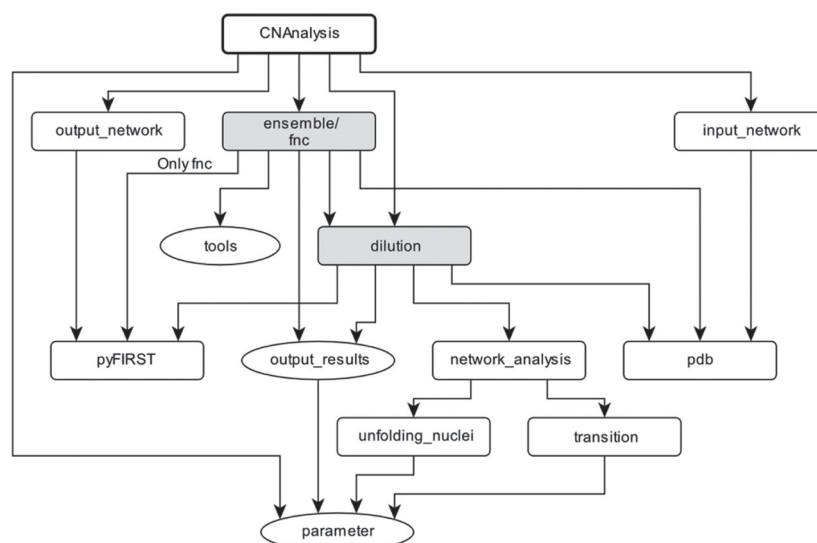 CNAnalysis
output_network
ensemble/
fnc
input_network
Only fnc
tools
dilution
pyFIRST
output_results
network_analysis
pdb
unfolding_nuclei
transition
parameter